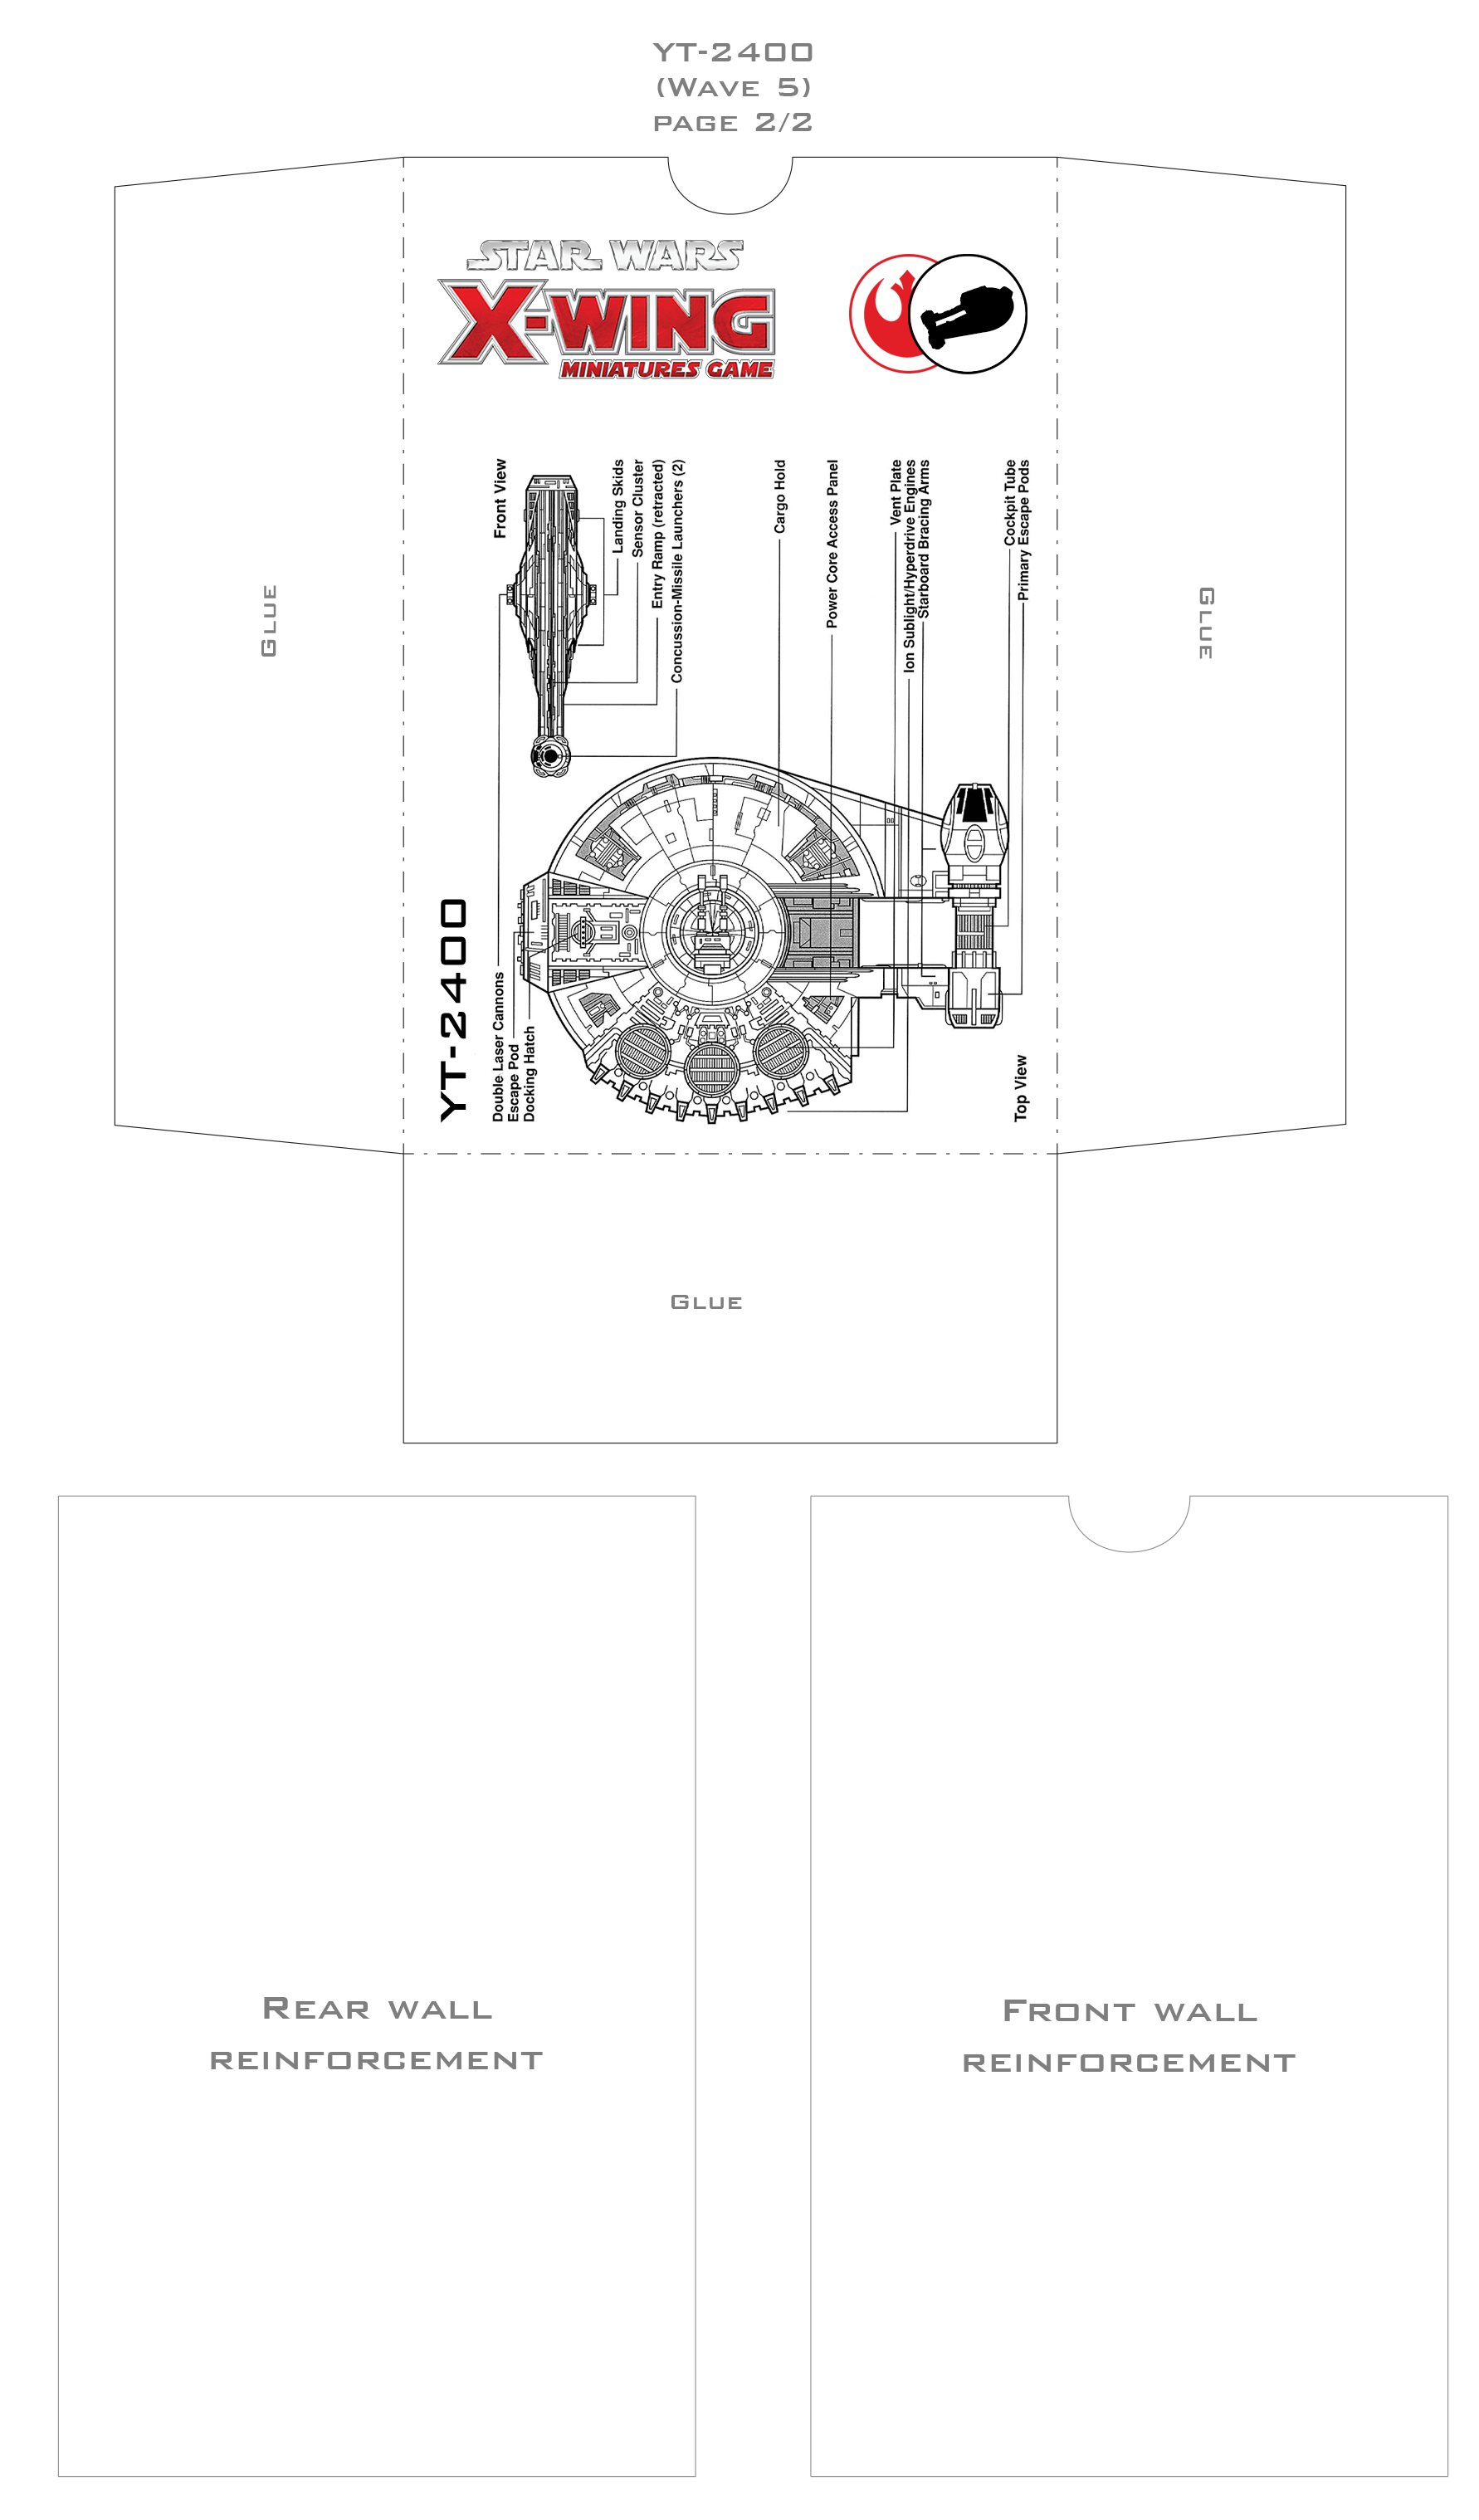 YT-2400
(Wave 5)
page 2/2
STAR WARS
X-WING
MINIATURES GAME
Front View
Landing Skids
Sensor Cluster
Entry Ramp (retracted)
Concussion-Missile Launchers (2)
Cargo Hold
Power Core Access Panel
Vent Plate
Ion Sublight/Hyperdrive Engines
Starboard Bracing Arms
Cockpit Tube
Primary Escape Pods
Glue
Glue
YT-2400
Double Laser Cannons
Escape Pod
Docking Hatch
Top View
Glue
Rear wall
reinforcement
Front wall
reinforcement